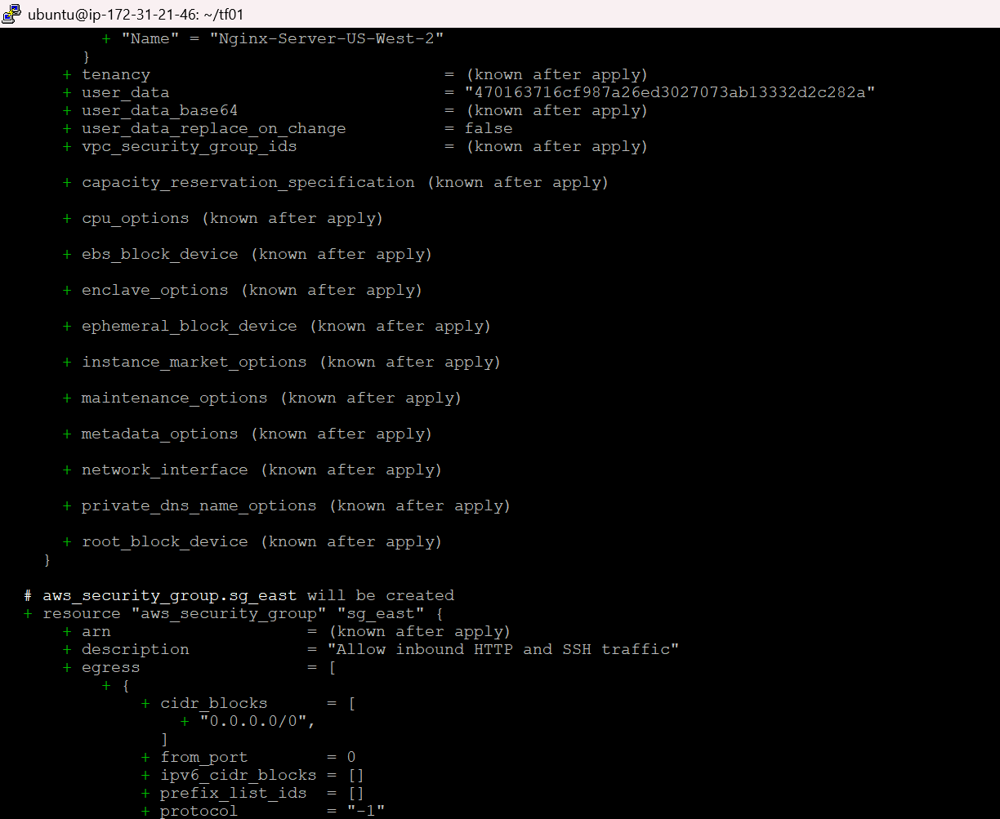 ubuntu@ip-172-31-21-46: ~/tf01
+ "Name" = "Nginx-Server-US-West-2"
}
+ tenancy = (known after apply)
+ user_data = "470163716cf987a26ed3027073ab13332d2c282a"
+ user_data_base64 = (known after apply)
+ user_data_replace_on_change = false
+ vpc_security_group_ids = (known after apply)
+ capacity_reservation_specification (known after apply)
+ cpu_options (known after apply)
+ ebs_block_device (known after apply)
+ enclave_options (known after apply)
+ ephemeral_block_device (known after apply)
+ instance_market_options (known after apply)
+ maintenance_options (known after apply)
+ metadata_options (known after apply)
+ network_interface (known after apply)
+ private_dns_name_options (known after apply)
+ root_block_device (known after apply)
}
# aws_security_group.sg_east will be created
+ resource "aws_security_group" "sg_east" {
+ arn = (known after apply)
+ description = "Allow inbound HTTP and SSH traffic"
+ egress = [
+ {
+ cidr_blocks = [
+ "0.0.0.0/0",
]
+ from_port = 0
+ ipv6_cidr_blocks = []
+ prefix_list_ids = []
+ protocol = "-1"